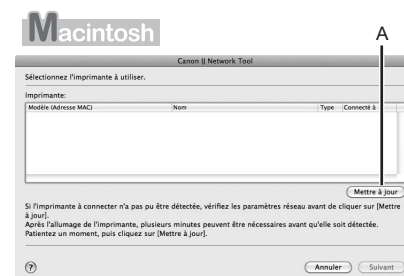 Macintosh
A
Canon IJ Network Tool
Sélectionnez l'imprimante à utiliser.
Imprimante:
Modèle (Adresse MAC) Nom Type Connecté à
Mettre à jour
Si l'imprimante à connecter n'a pas pu être détectée, vérifiez les paramètres réseau avant de cliquer sur [Mettre
à jour].
Après l'allumage de l'imprimante, plusieurs minutes peuvent être nécessaires avant qu'elle soit détectée.
Patientez un moment, puis cliquez sur [Mettre à jour].
? Annuler Suivant